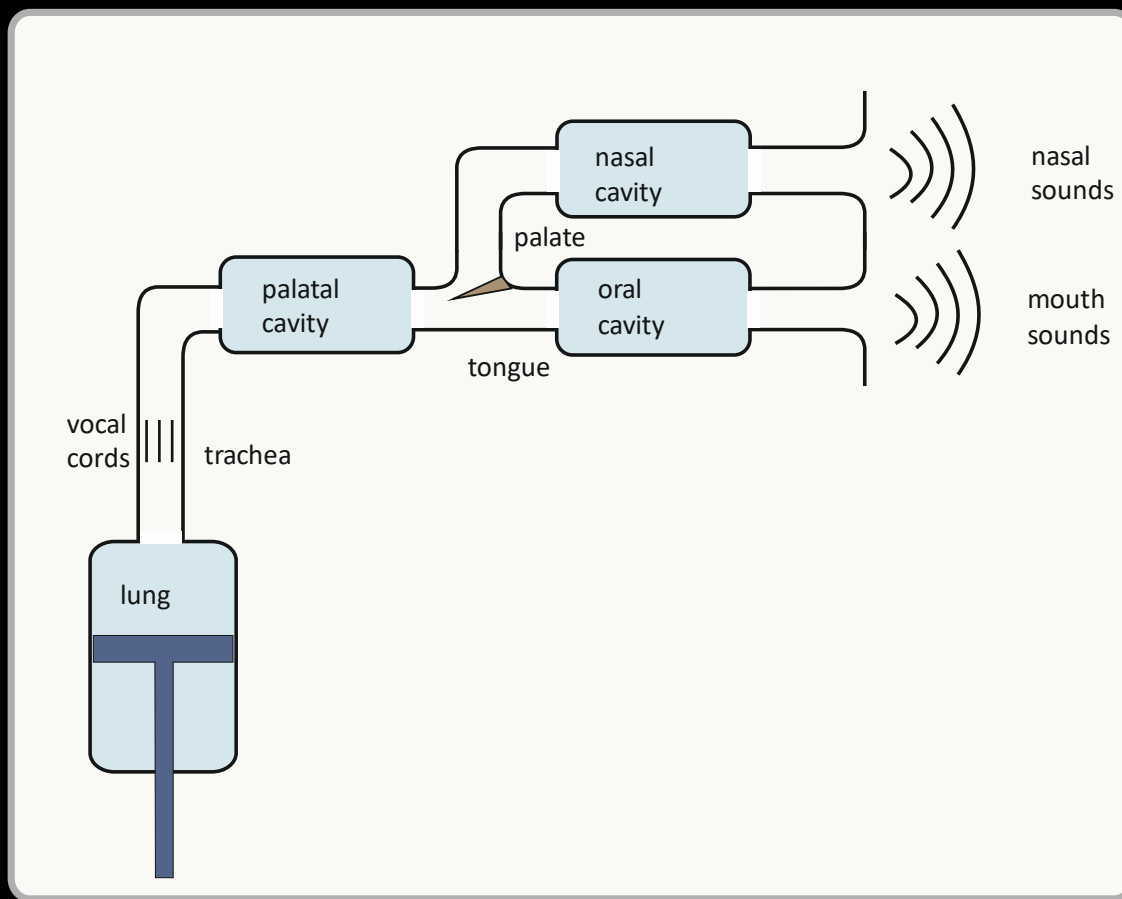 nasal
cavity
nasal
sounds
palate
palatal
cavity
oral
cavity
mouth
sounds
tongue
vocal
cords
trachea
lung